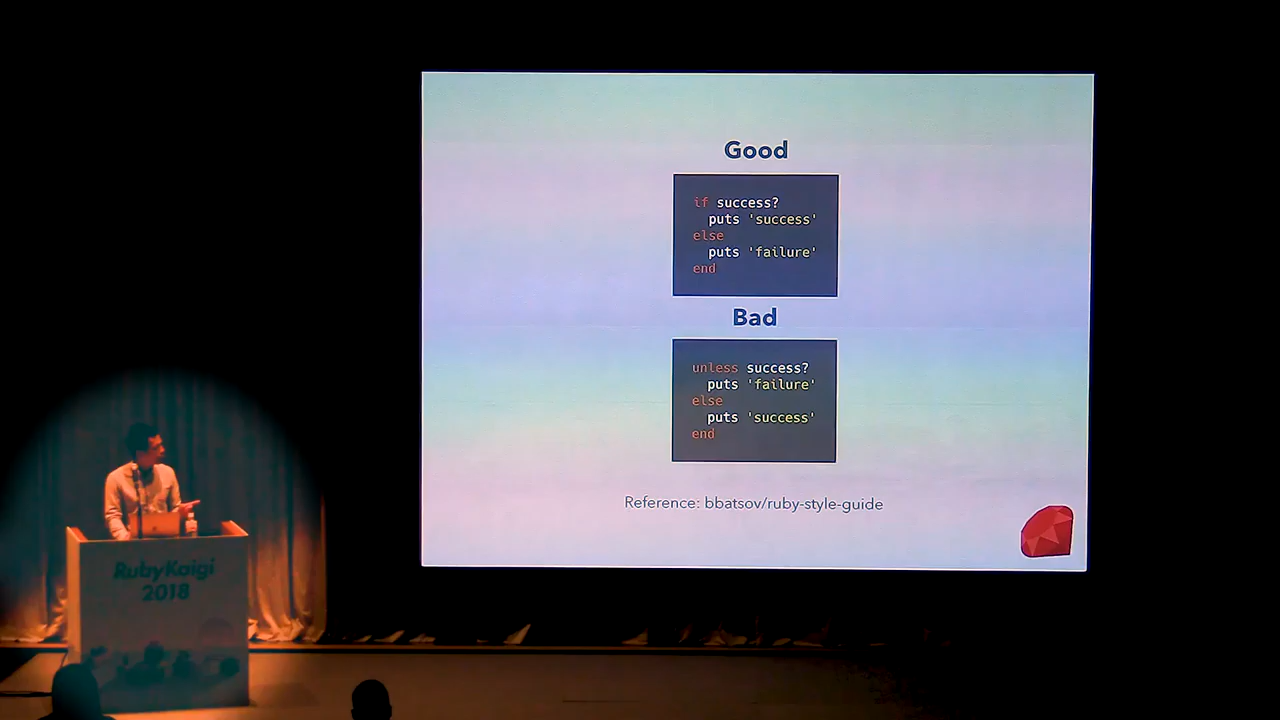 Good
if success?
  puts 'success'
else
  puts 'failure'
end
Bad
unless success?
  puts 'failure'
else
  puts 'success'
end
Reference: bbatsov/ruby-style-guide
RubyKaigi
2018